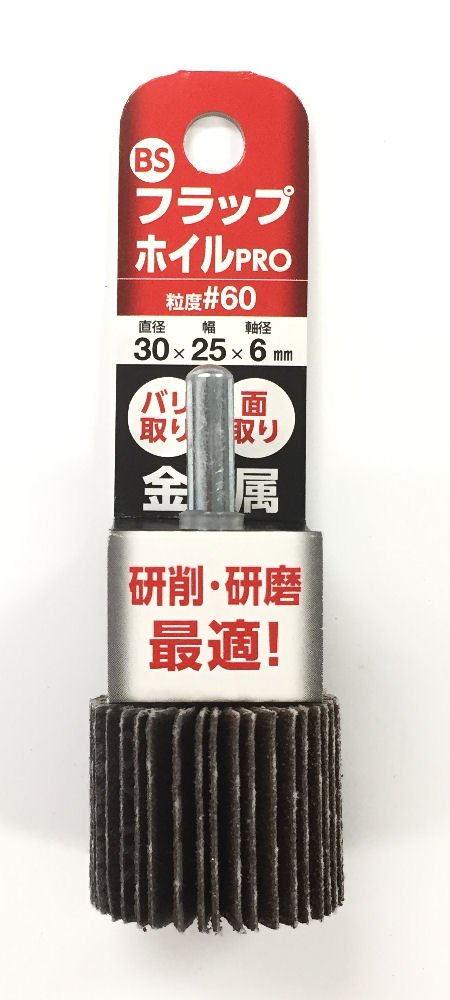 BS
フラップ
ホイルPRO
粒度#60
直径 幅 軸径
30×25×6mm
バリ 面
取り 取り
金属
研削・研磨
最適!